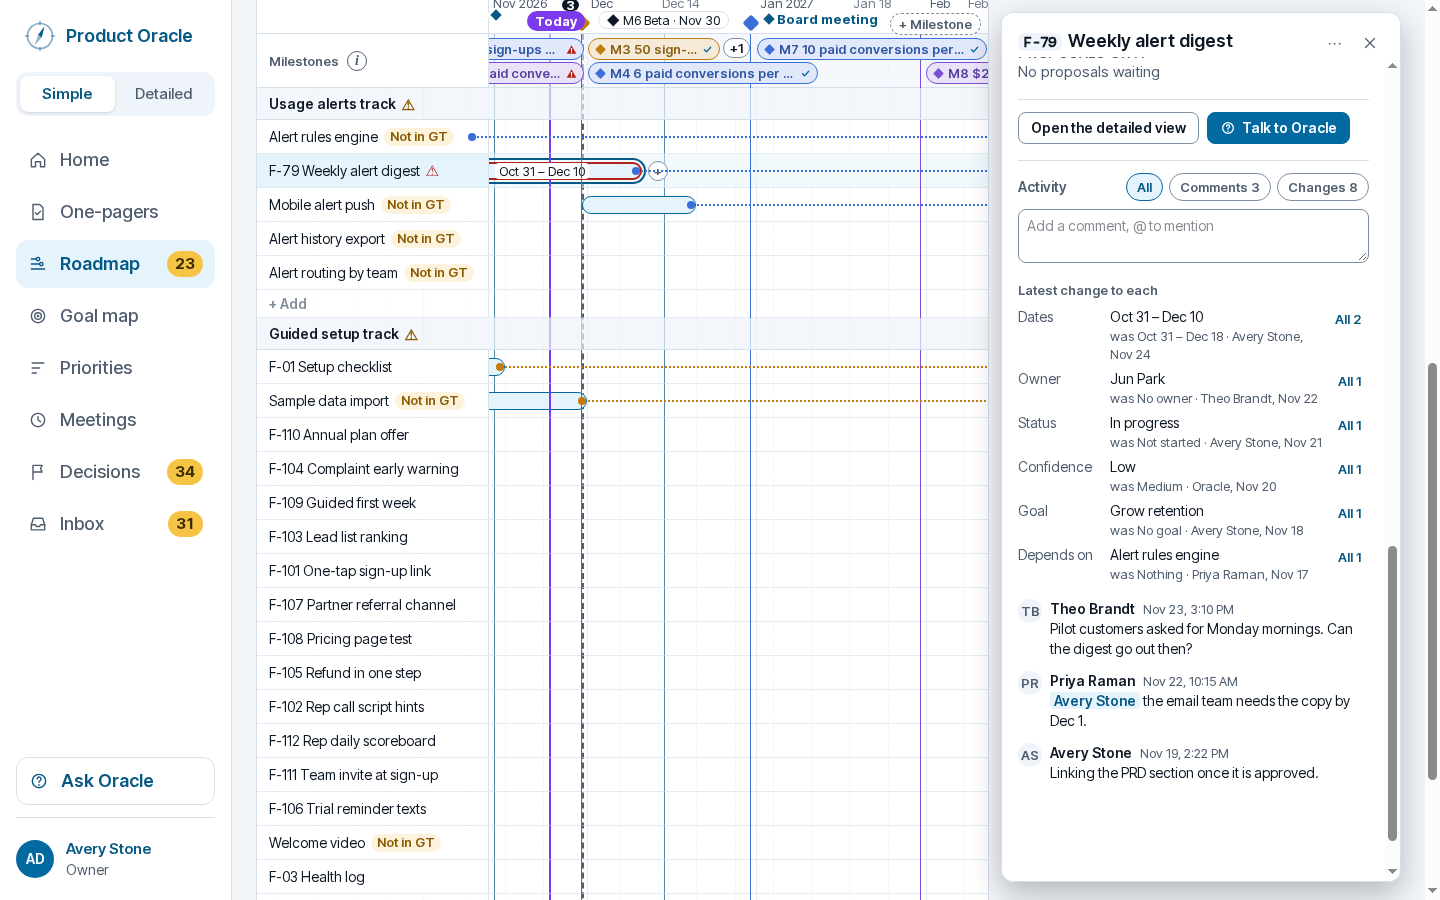 Product Oracle
Simple
Detailed
Home
One-pagers
Roadmap
23
Goal map
Priorities
Meetings
Decisions
34
Inbox
31
Ask Oracle
AD
Avery Stone
Owner
Nov 2026
3
Dec
Dec 14
Jan 2027
Jan 18
Feb
Feb
Today
M6 Beta · Nov 30
Board meeting
+ Milestone
Milestones
i
sign-ups ...
M3 50 sign-...
+1
M7 10 paid conversions per...
aid conve...
M4 6 paid conversions per ...
M8 $2
Usage alerts track
Alert rules engine
Not in GT
F-79 Weekly alert digest
Oct 31 – Dec 10
Mobile alert push
Not in GT
Alert history export
Not in GT
Alert routing by team
Not in GT
+ Add
Guided setup track
F-01 Setup checklist
Sample data import
Not in GT
F-110 Annual plan offer
F-104 Complaint early warning
F-109 Guided first week
F-103 Lead list ranking
F-101 One-tap sign-up link
F-107 Partner referral channel
F-108 Pricing page test
F-105 Refund in one step
F-102 Rep call script hints
F-112 Rep daily scoreboard
F-111 Team invite at sign-up
F-106 Trial reminder texts
Welcome video
Not in GT
F-03 Health log
F-79 Weekly alert digest
No proposals waiting
Open the detailed view
Talk to Oracle
Activity
All
Comments 3
Changes 8
Add a comment, @ to mention
Latest change to each
Dates
Oct 31 – Dec 10
All 2
was Oct 31 – Dec 18 · Avery Stone,
Nov 24
Owner
Jun Park
All 1
was No owner · Theo Brandt, Nov 22
Status
In progress
All 1
was Not started · Avery Stone, Nov 21
Confidence
Low
All 1
was Medium · Oracle, Nov 20
Goal
Grow retention
All 1
was No goal · Avery Stone, Nov 18
Depends on
Alert rules engine
All 1
was Nothing · Priya Raman, Nov 17
TB
Theo Brandt Nov 23, 3:10 PM
Pilot customers asked for Monday mornings. Can
the digest go out then?
PR
Priya Raman Nov 22, 10:15 AM
Avery Stone the email team needs the copy by
Dec 1.
AS
Avery Stone Nov 19, 2:22 PM
Linking the PRD section once it is approved.